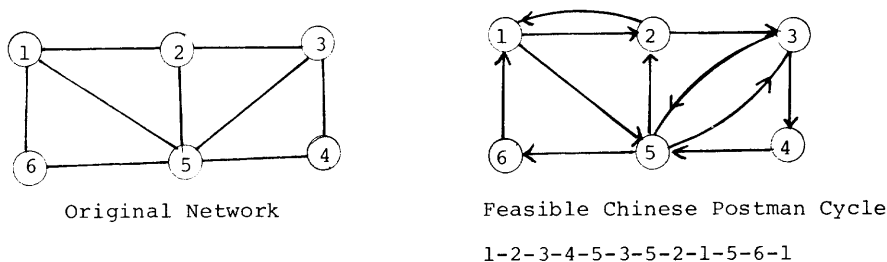 1 2 3
6 5 4
Original Network
1 2 3
6 5 4
Feasible Chinese Postman Cycle
1-2-3-4-5-3-5-2-1-5-6-1